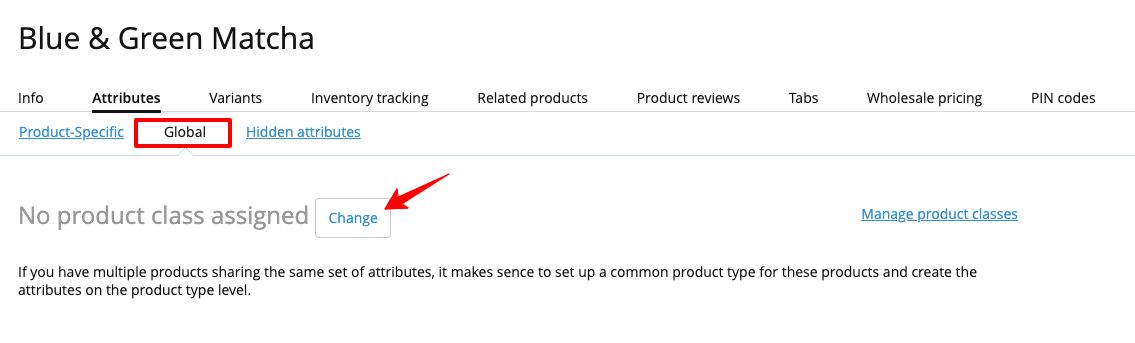 Blue & Green Matcha
Info Attributes Variants Inventory tracking Related products Product reviews Tabs Wholesale pricing PIN codes
Product-Specific Global Hidden attributes
No product class assigned Change Manage product classes
If you have multiple products sharing the same set of attributes, it makes sence to set up a common product type for these products and create the
attributes on the product type level.